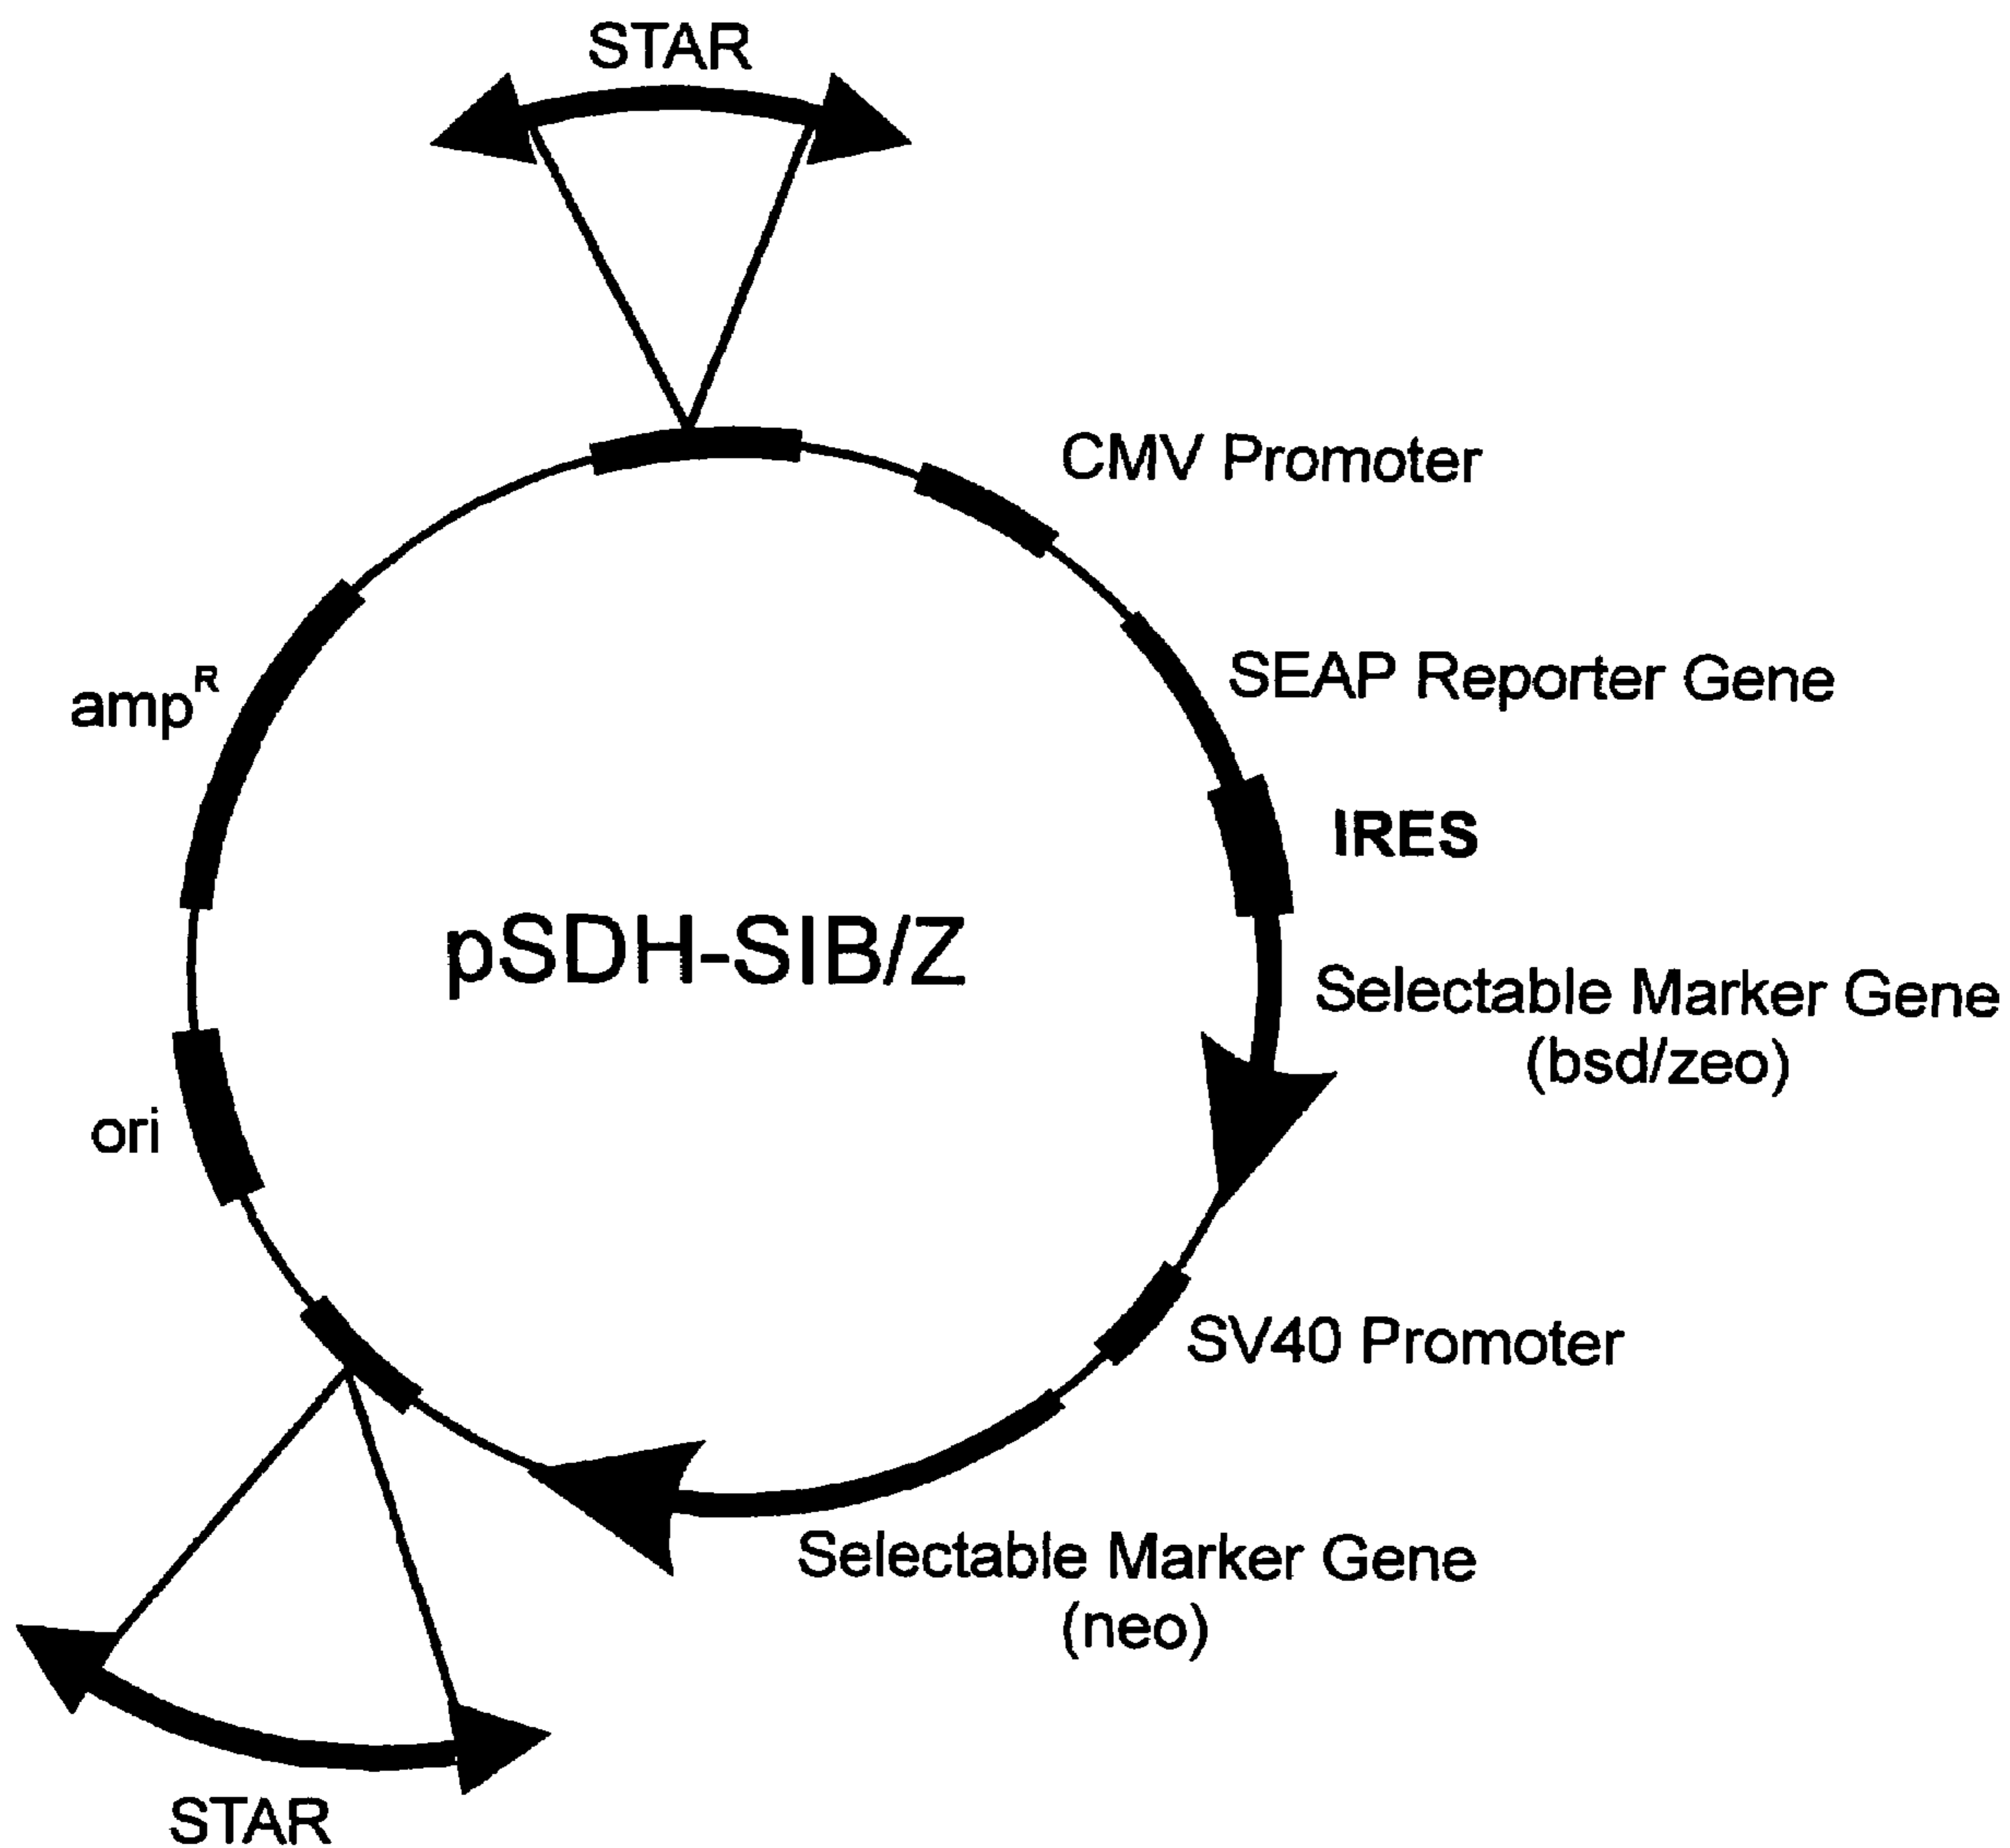 STAR
CMV Promoter
SEAP Reporter Gene
ampR
IRES
pSDH-SIB/Z
Selectable Marker Gene
(bsd/zeo)
ori
SV40 Promoter
Selectable Marker Gene
(neo)
STAR